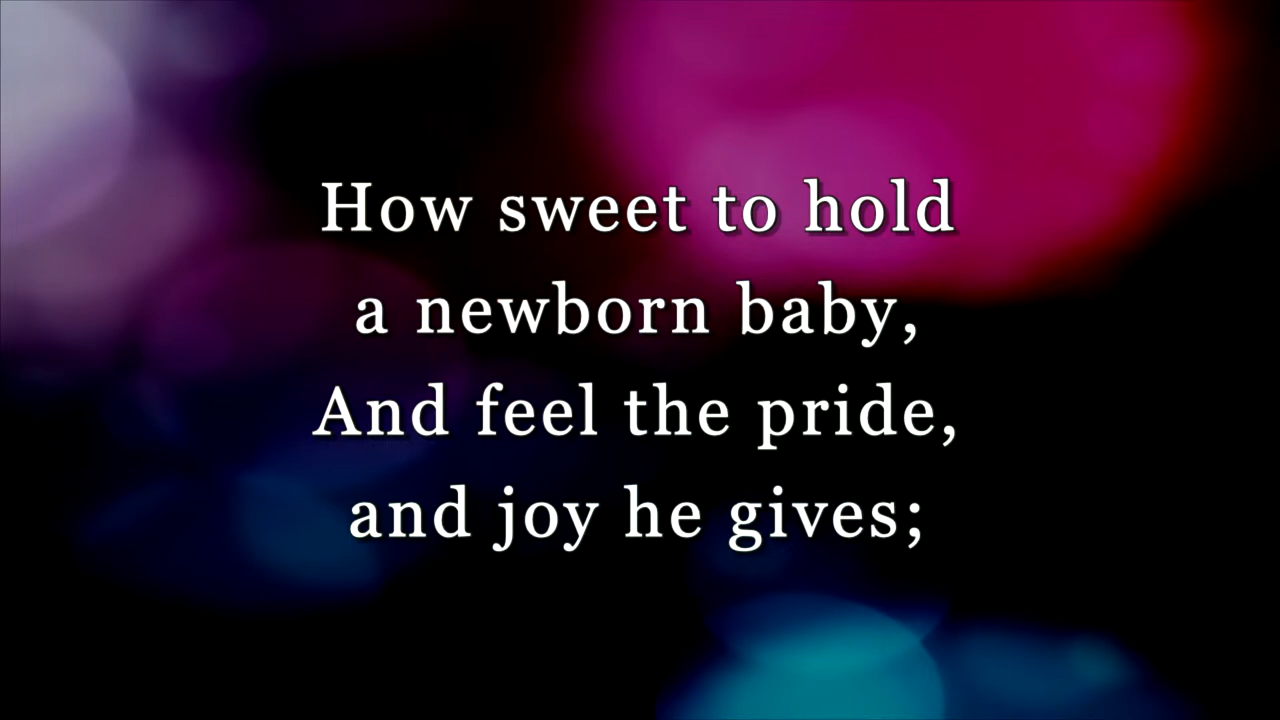 How sweet to hold
a newborn baby,
And feel the pride,
and joy he gives;